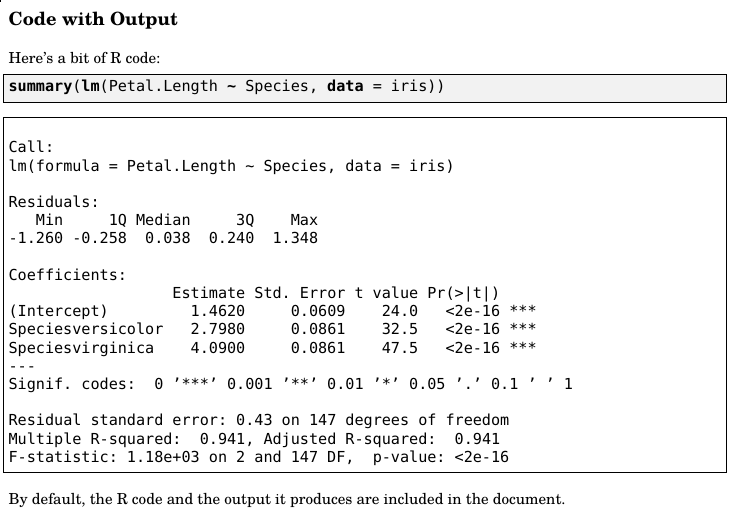 Code with Output
Here’s a bit of R code:
summary(lm(Petal.Length ~ Species, data = iris))
Call:
lm(formula = Petal.Length ~ Species, data = iris)
Residuals:
   Min     1Q Median     3Q    Max
-1.260 -0.258  0.038  0.240  1.348
Coefficients:
                  Estimate Std. Error t value Pr(>|t|)
(Intercept)         1.4620     0.0609    24.0   <2e-16 ***
Speciesversicolor   2.7980     0.0861    32.5   <2e-16 ***
Speciesvirginica    4.0900     0.0861    47.5   <2e-16 ***
---
Signif. codes:  0 ’***’ 0.001 ’**’ 0.01 ’*’ 0.05 ’.’ 0.1 ’ ’ 1
Residual standard error: 0.43 on 147 degrees of freedom
Multiple R-squared:  0.941, Adjusted R-squared:  0.941
F-statistic: 1.18e+03 on 2 and 147 DF,  p-value: <2e-16
By default, the R code and the output it produces are included in the document.